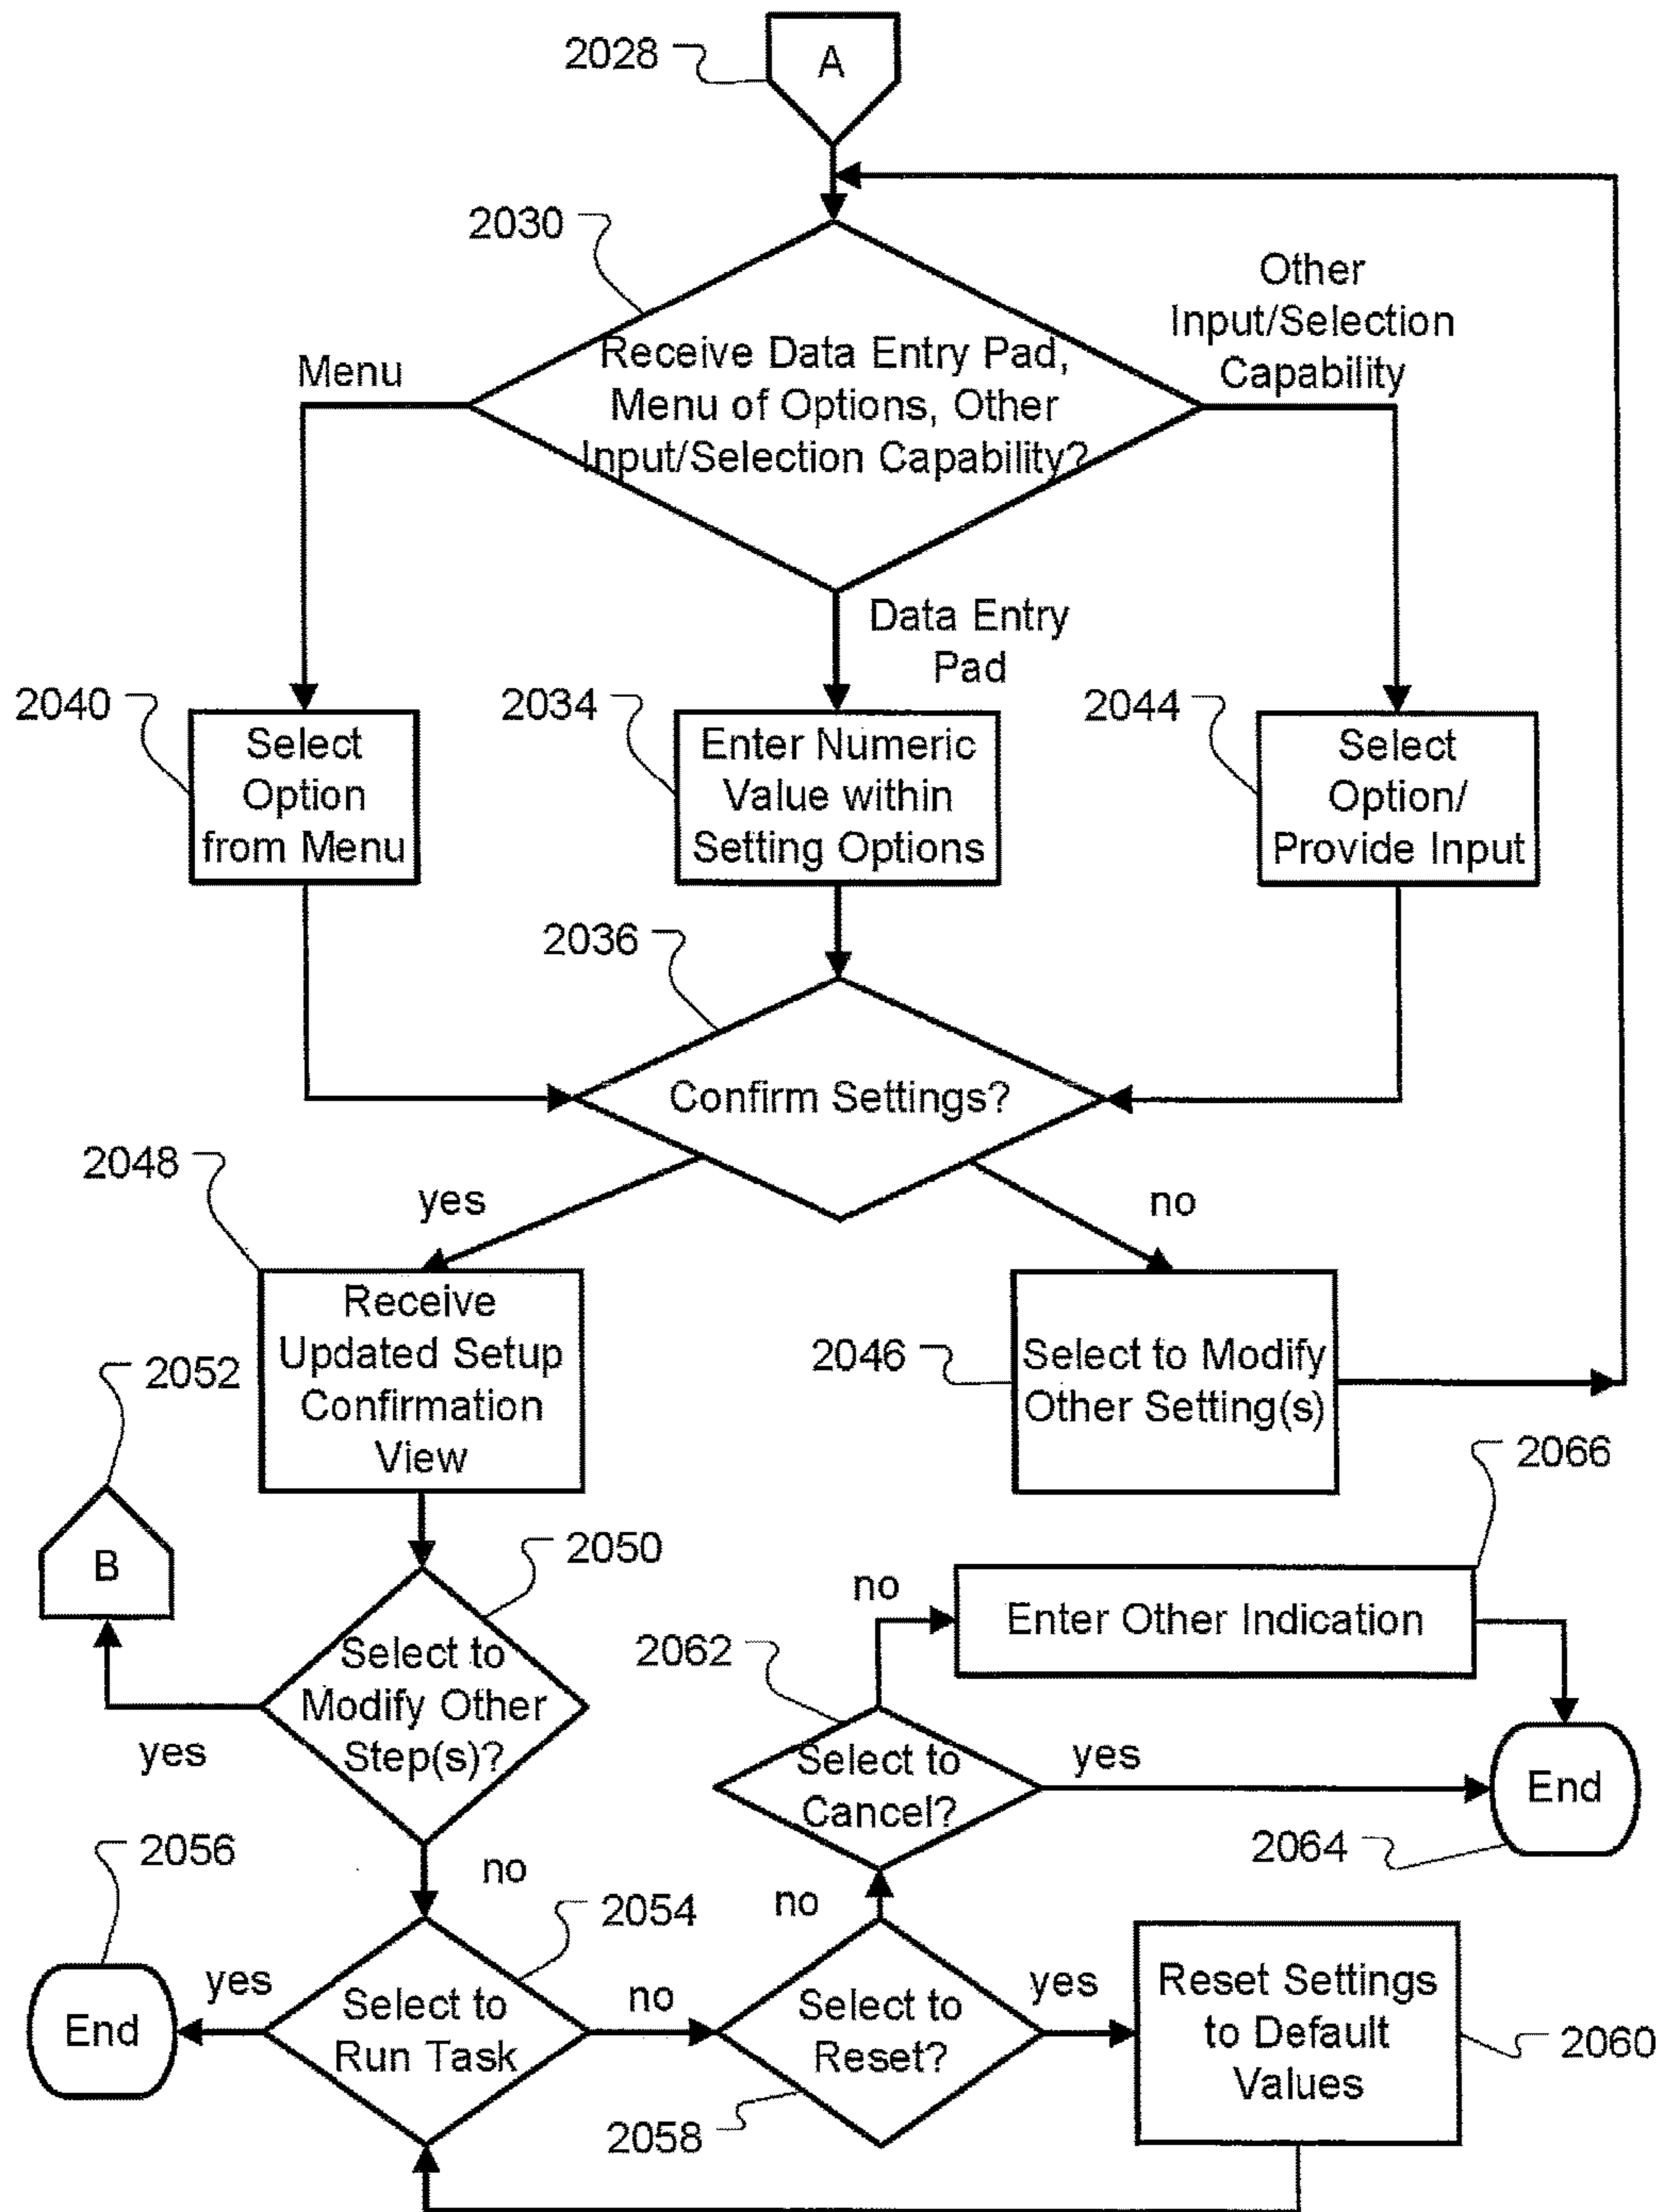 2028
A
2030
Other
Input/Selection
Capability
Menu
Receive Data Entry Pad,
Menu of Options, Other
Input/Selection Capability?
Data Entry
Pad
2040
Select
Option
from Menu
2034
Enter Numeric
Value within
Setting Options
2044
Select
Option/
Provide Input
2036
Confirm Settings?
2048
yes
no
Receive
Updated Setup
Confirmation
View
2046
Select to Modify
Other Setting(s)
2052
B
2050
Select to
Modify Other
Step(s)?
yes
no
2066
no
Enter Other Indication
2062
Select to
Cancel?
yes
End
2064
2056
End
yes
2054
Select to
Run Task
no
no
Select to
Reset?
2058
yes
Reset Settings
to Default
Values
2060